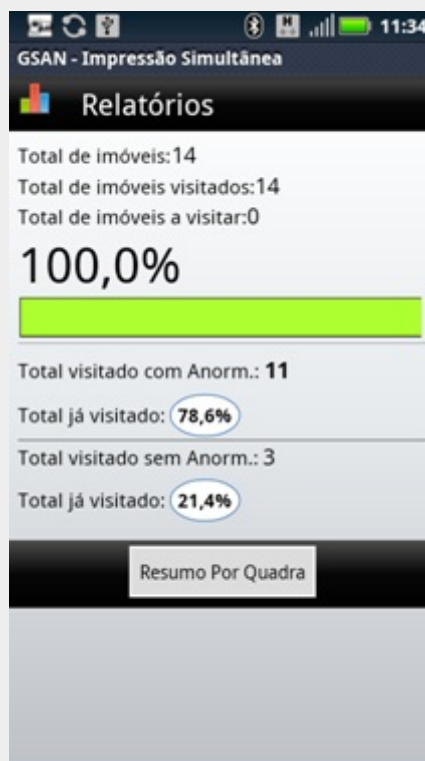 11:34
GSAN - Impressão Simultânea
Relatórios
Total de imóveis:14
Total de imóveis visitados:14
Total de imóveis a visitar:0
100,0%
Total visitado com Anorm.: 11
Total já visitado: 78,6%
Total visitado sem Anorm.: 3
Total já visitado: 21,4%
Resumo Por Quadra